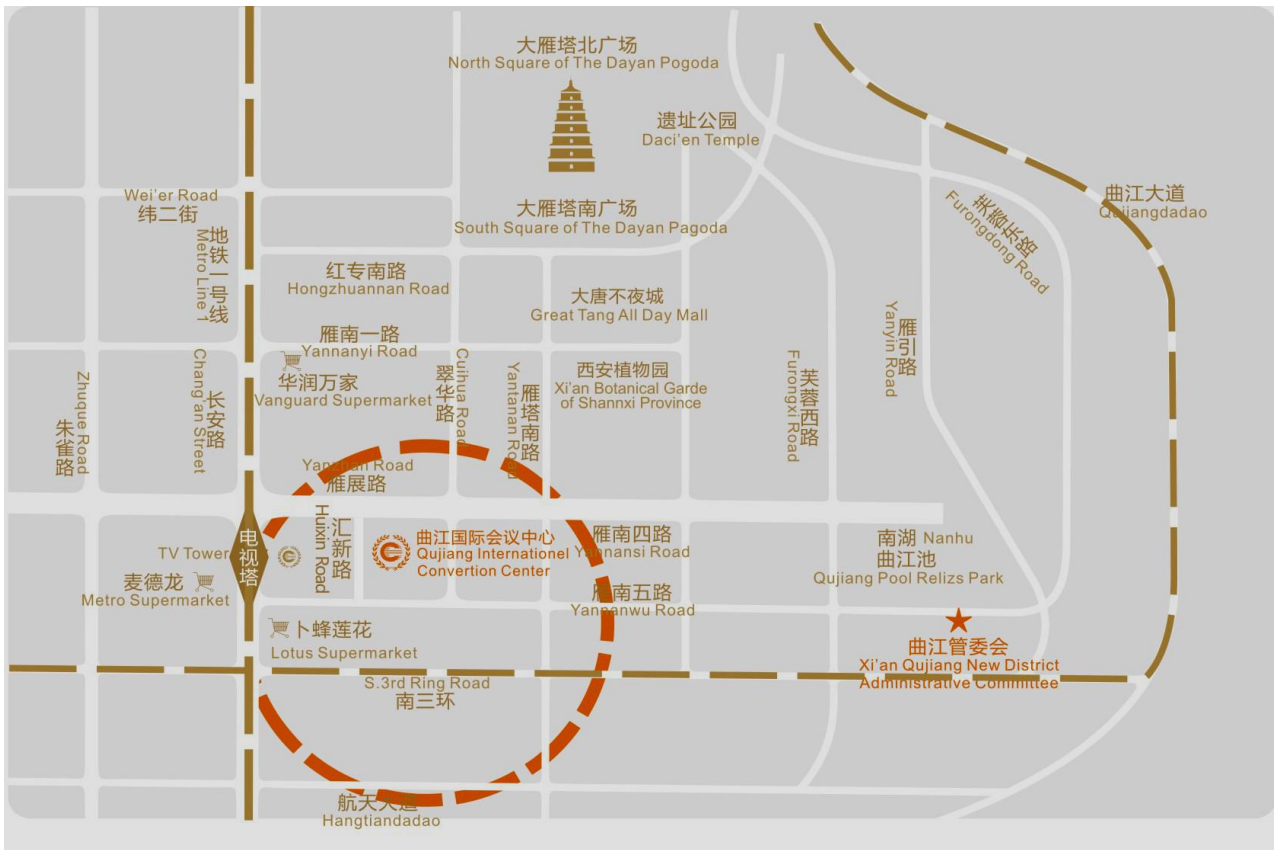 大雁塔北广场
North Square of The Dayan Pogoda
遗址公园
Daci'en Temple
Wei'er Road
纬二街
曲江大道
Qujiangdadao
芙蓉东路
Furongdong Road
大雁塔南广场
South Square of The Dayan Pagoda
地铁一号线
Metro Line 1
红专南路
Hongzhuannan Road
大唐不夜城
Great Tang All Day Mall
雁引路
Yanyin Road
雁南一路
Yannanyi Road
华润万家
Vanguard Supermarket
翠华路
Cuihua Road
雁塔南路
Yantanan Road
西安植物园
Xi'an Botanical Garde
of Shannxi Province
芙蓉西路
Furongxi Road
朱雀路
Zhuque Road
长安路
Chang'an Street
Yanzhan Road
雁展路
汇新路
Huixin Road
电视塔
TV Tower
曲江国际会议中心
Qujiang Internationel
Convertion Center
雁南四路
Yannansi Road
南湖 Nanhu
曲江池
Qujiang Pool Relizs Park
麦德龙
Metro Supermarket
雁南五路
Yannanwu Road
卜蜂莲花
Lotus Supermarket
曲江管委会
Xi'an Qujiang New District
Administrative Committee
S.3rd Ring Road
南三环
航天大道
Hangtiandadao